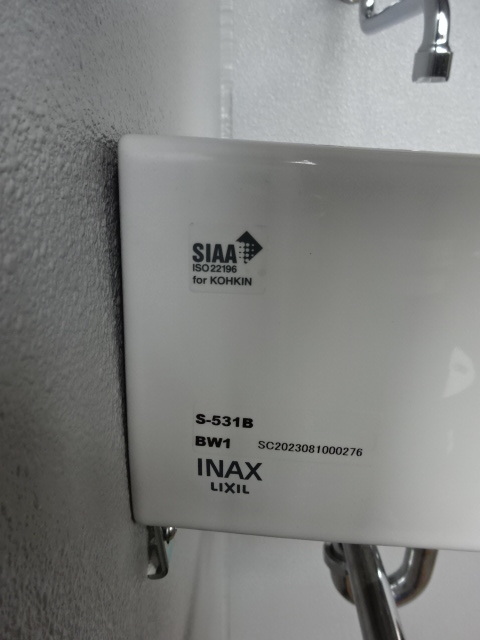 SIAA
ISO 22196
for KOHKIN
S-531B
BW1 SC2023081000276
INAX
LIXIL